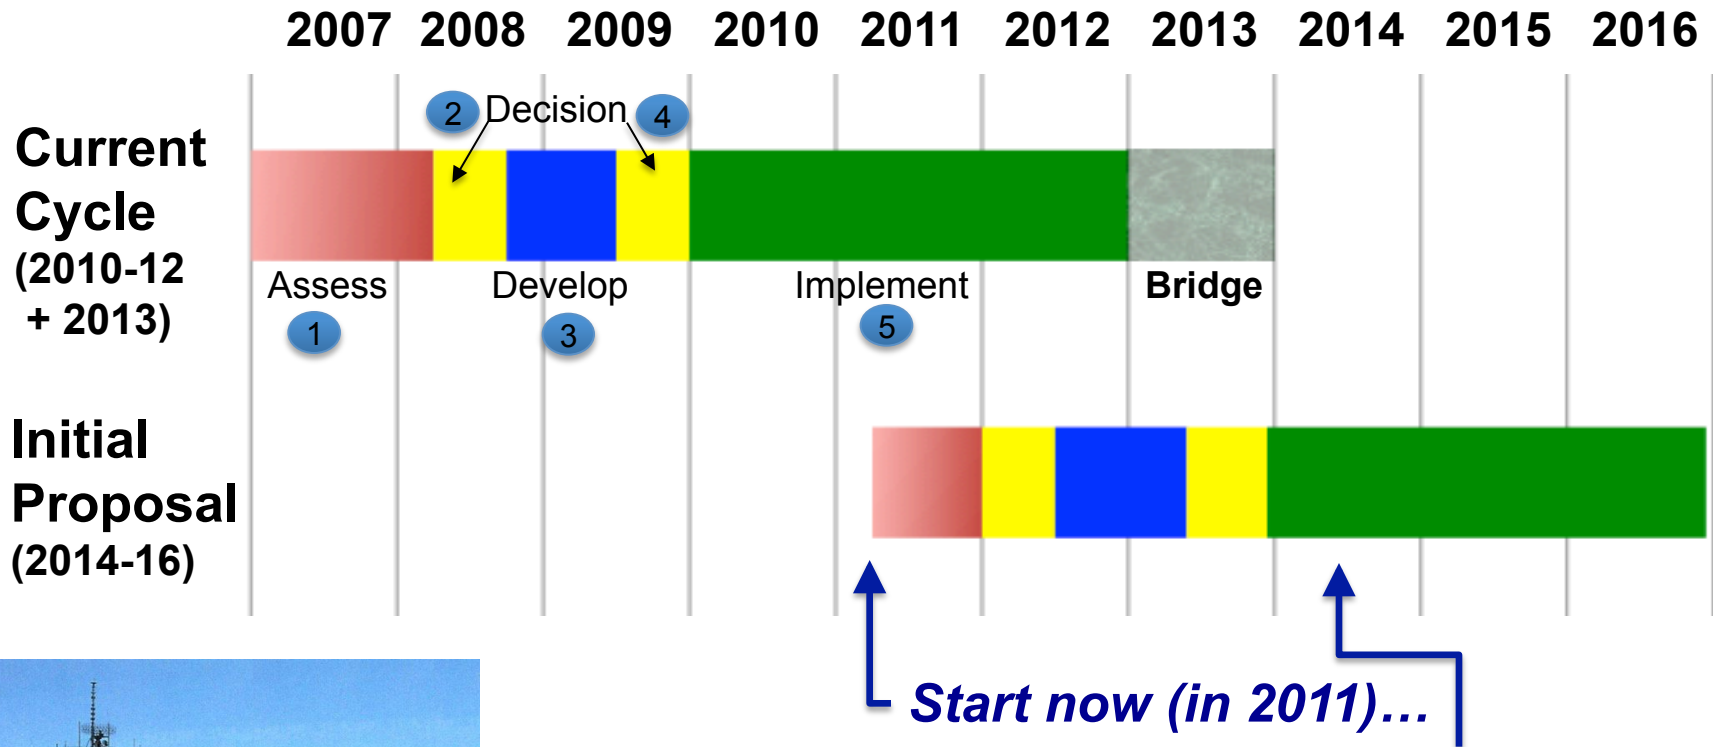 2007 2008 2009 2010 2011 2012 2013 2014 2015 2016
2 Decision 4
Current
Cycle
(2010-12
+ 2013)
Assess Develop Implement Bridge
1 3 5
Initial
Proposal
(2014-16)
Start now (in 2011)…